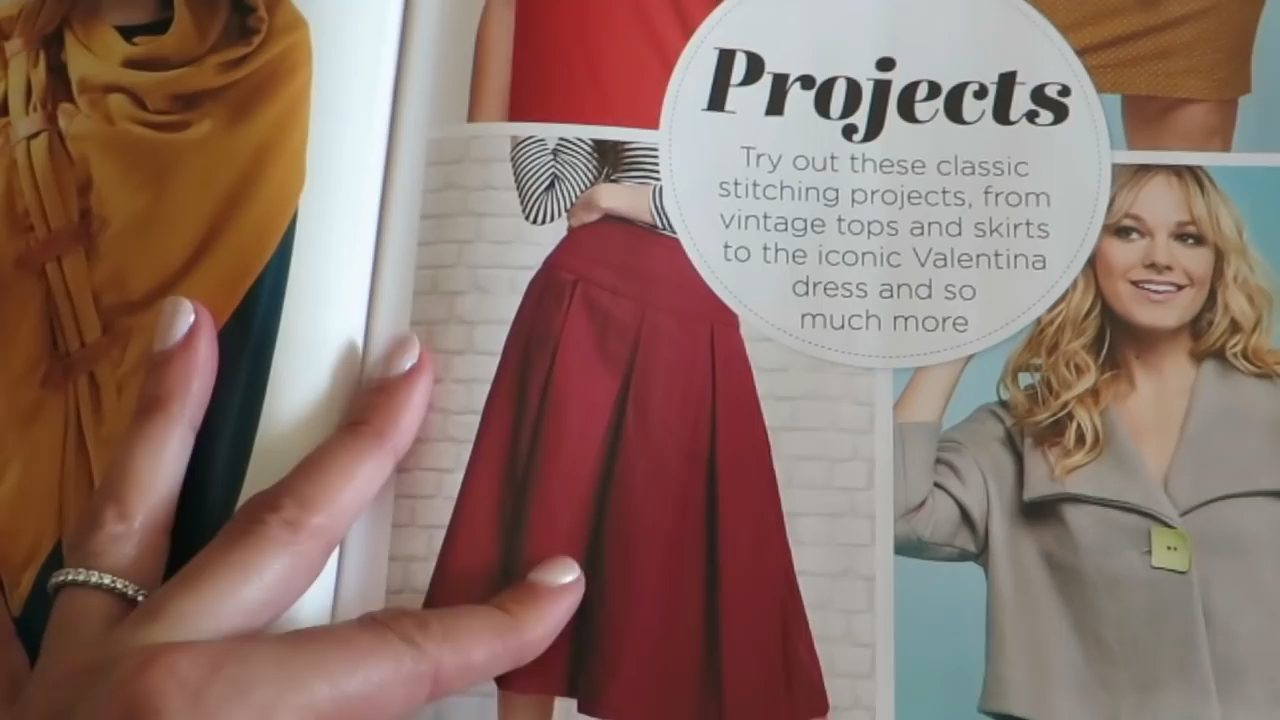 Projects
Try out these classic
stitching projects, from
vintage tops and skirts
to the iconic Valentina
dress and so
much more